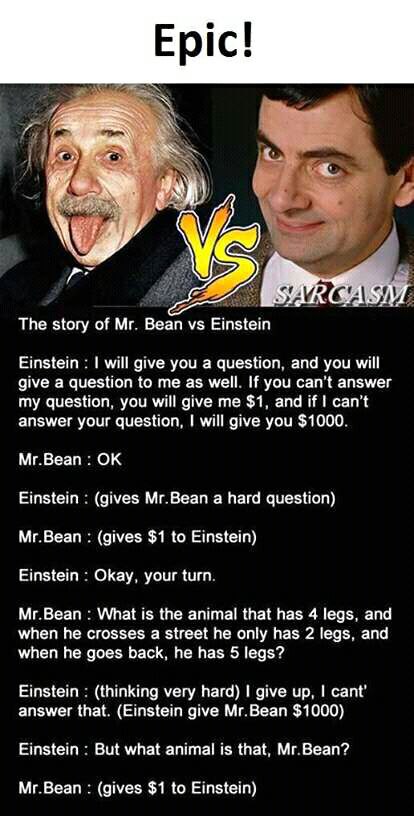 Epic!
VS
SARCASM
The story of Mr. Bean vs Einstein
Einstein : I will give you a question, and you will
give a question to me as well. If you can't answer
my question, you will give me $1, and if I can't
answer your question, I will give you $1000.
Mr.Bean : OK
Einstein : (gives Mr.Bean a hard question)
Mr.Bean : (gives $1 to Einstein)
Einstein : Okay, your turn.
Mr.Bean : What is the animal that has 4 legs, and
when he crosses a street he only has 2 legs, and
when he goes back, he has 5 legs?
Einstein : (thinking very hard) I give up, I cant'
answer that. (Einstein give Mr.Bean $1000)
Einstein : But what animal is that, Mr.Bean?
Mr.Bean : (gives $1 to Einstein)